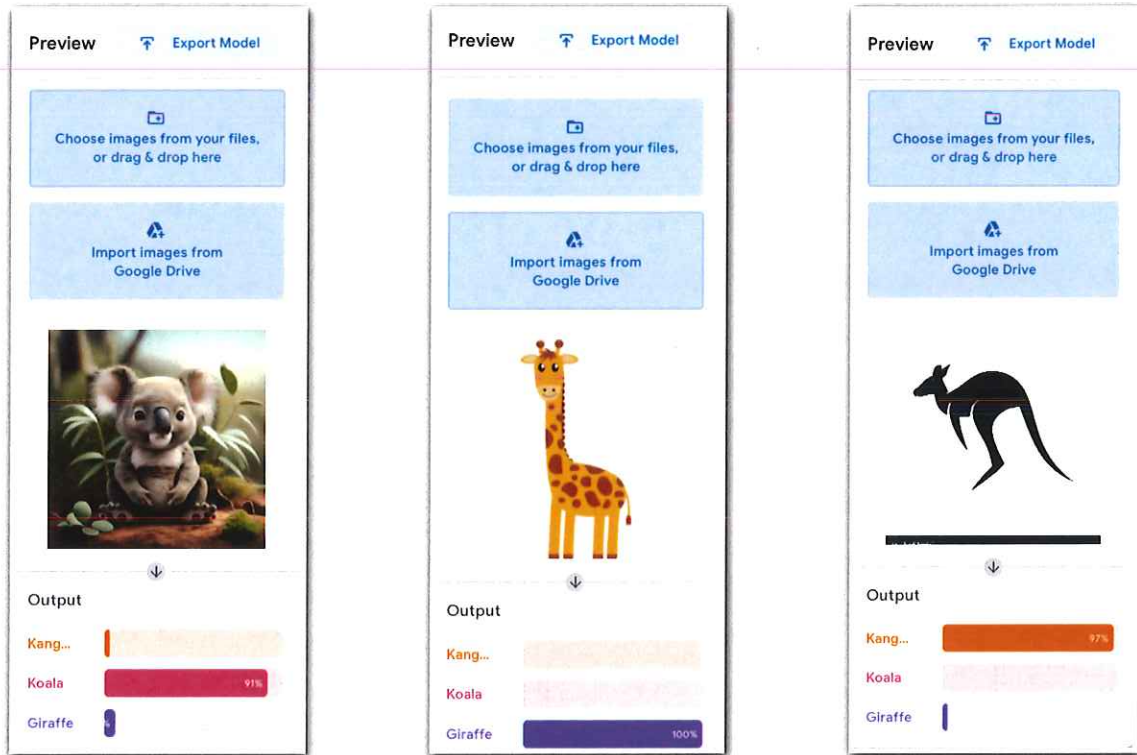 Preview
Export Model
Choose images from your files,
or drag & drop here
Import images from
Google Drive
Output
Kang...
Koala
91%
Giraffe
%
Preview
Export Model
Choose images from your files,
or drag & drop here
Import images from
Google Drive
Output
Kang...
Koala
Giraffe
100%
Preview
Export Model
Choose images from your files,
or drag & drop here
Import images from
Google Drive
Output
Kang...
97%
Koala
Giraffe